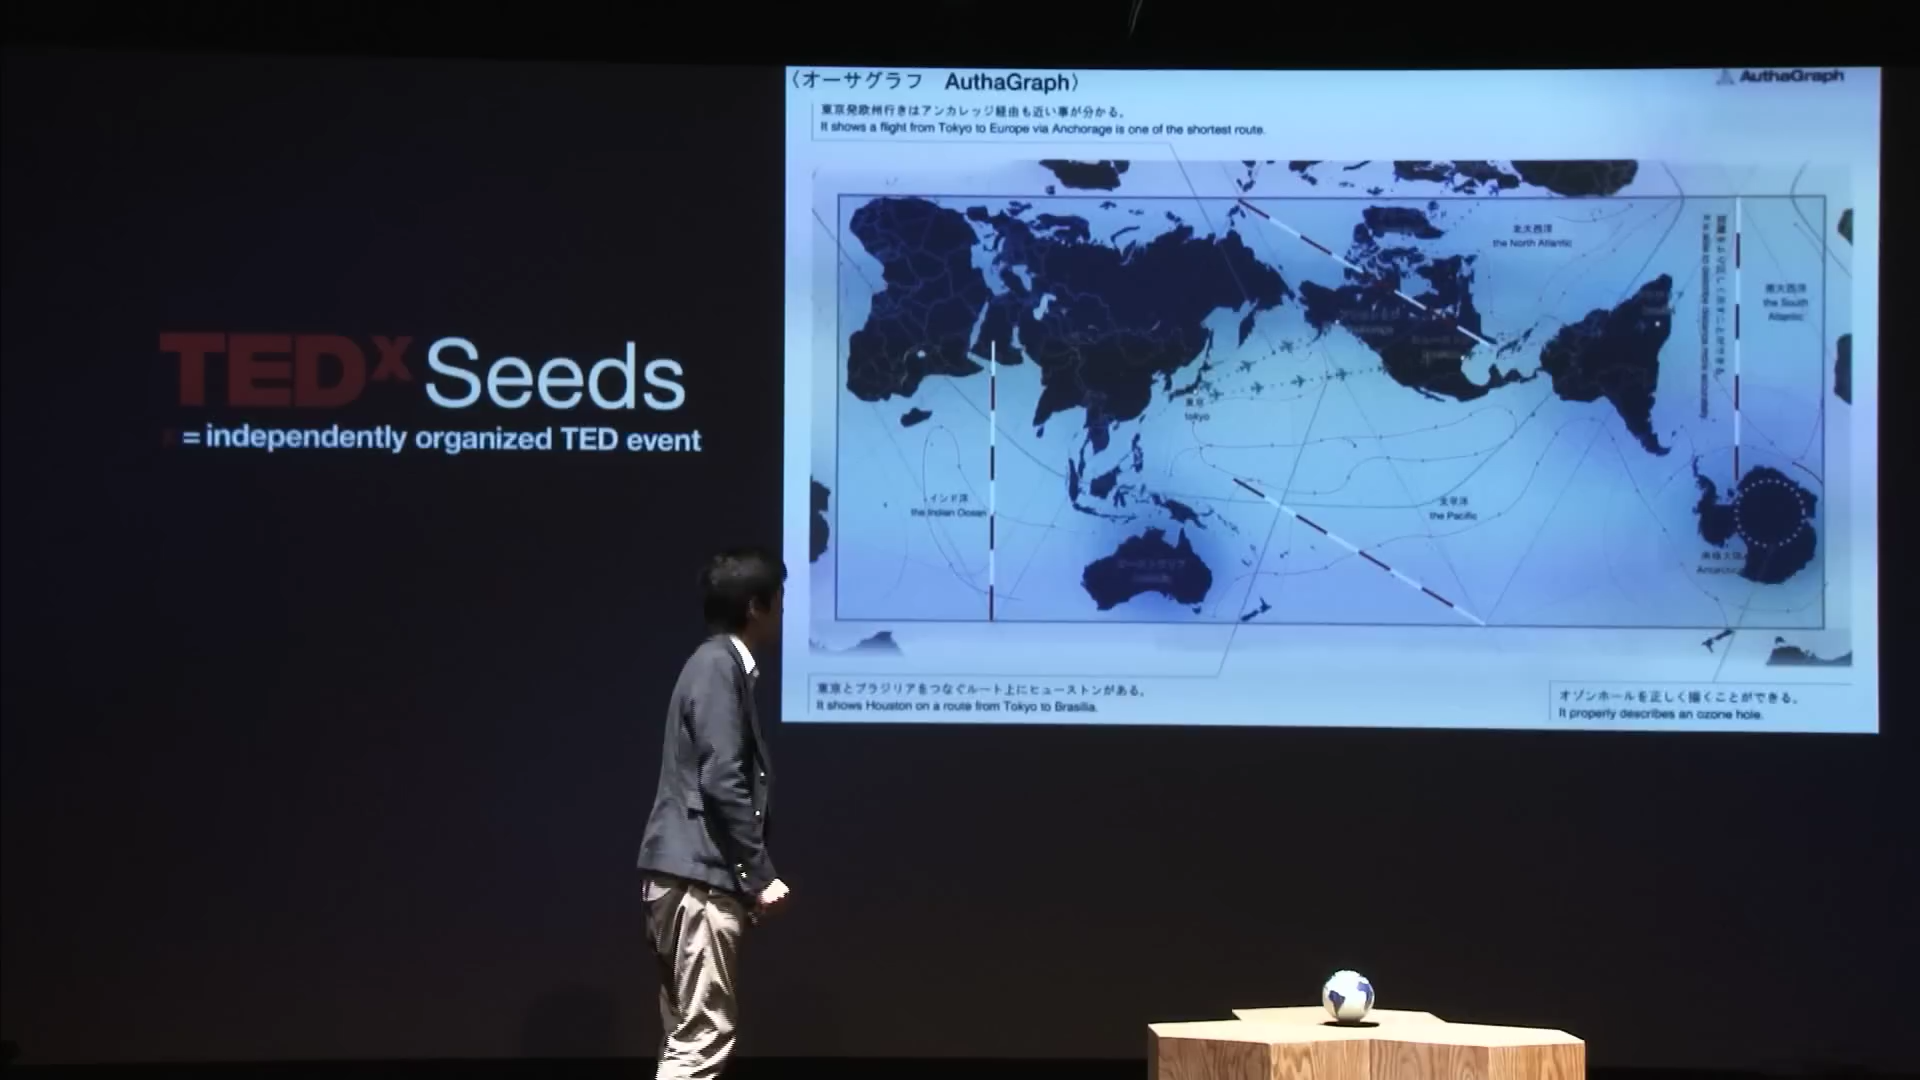 TEDxSeeds
x = independently organized TED event
〈オーサグラフ AuthaGraph〉
AuthaGraph
東京発欧州行きはアンカレッジ経由も近い事が分かる。
It shows a flight from Tokyo to Europe via Anchorage is one of the shortest route.
北大西洋
the North Atlantic
南大西洋
the South
Atlantic
東京
tokyo
インド洋
the Indian Ocean
太平洋
the Pacific
オーストラリア
南極大陸
Antarctica
東京とブラジリアをつなぐルート上にヒューストンがある。
It shows Houston on a route from Tokyo to Brasilia.
オゾンホールを正しく描くことができる。
It properly describes an ozone hole.